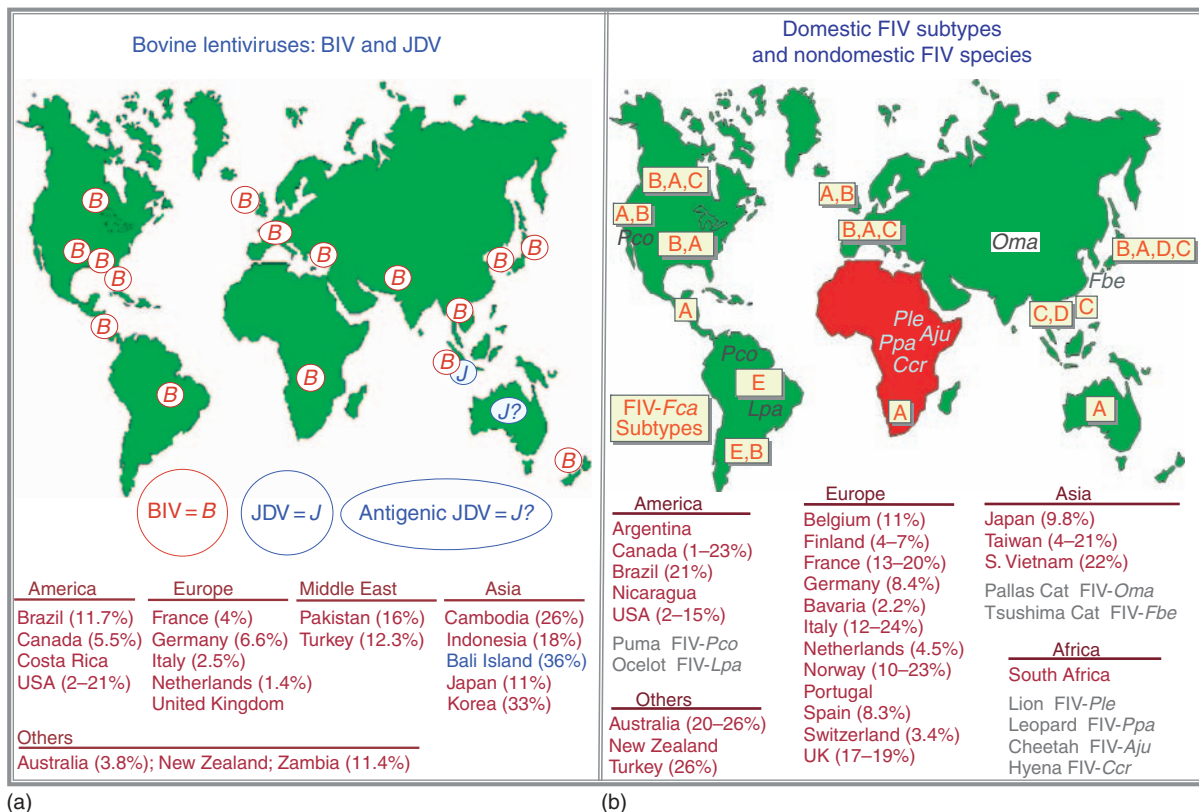 Bovine lentiviruses: BIV and JDV
B
B
B
B
B
B
B
B
B
B
B
B
B
B
J
B
B
J?
B
BIV = B
JDV = J
Antigenic JDV = J?
America
Brazil (11.7%)
Canada (5.5%)
Costa Rica
USA (2–21%)
Europe
France (4%)
Germany (6.6%)
Italy (2.5%)
Netherlands (1.4%)
United Kingdom
Middle East
Pakistan (16%)
Turkey (12.3%)
Asia
Cambodia (26%)
Indonesia (18%)
Bali Island (36%)
Japan (11%)
Korea (33%)
Others
Australia (3.8%); New Zealand; Zambia (11.4%)
(a)
Domestic FIV subtypes
and nondomestic FIV species
B,A,C
A,B
A,B
Pco
B,A
B,A,C
Oma
B,A,D,C
Fbe
A
C,D
C
Ple
Aju
Ppa
Ccr
Pco
E
Lpa
A
A
FIV-Fca
Subtypes
E,B
America
Argentina
Canada (1–23%)
Brazil (21%)
Nicaragua
USA (2–15%)
Puma FIV-Pco
Ocelot FIV-Lpa
Others
Australia (20–26%)
New Zealand
Turkey (26%)
Europe
Belgium (11%)
Finland (4–7%)
France (13–20%)
Germany (8.4%)
Bavaria (2.2%)
Italy (12–24%)
Netherlands (4.5%)
Norway (10–23%)
Portugal
Spain (8.3%)
Switzerland (3.4%)
UK (17–19%)
Asia
Japan (9.8%)
Taiwan (4–21%)
S. Vietnam (22%)
Pallas Cat FIV-Oma
Tsushima Cat FIV-Fbe
Africa
South Africa
Lion FIV-Ple
Leopard FIV-Ppa
Cheetah FIV-Aju
Hyena FIV-Ccr
(b)